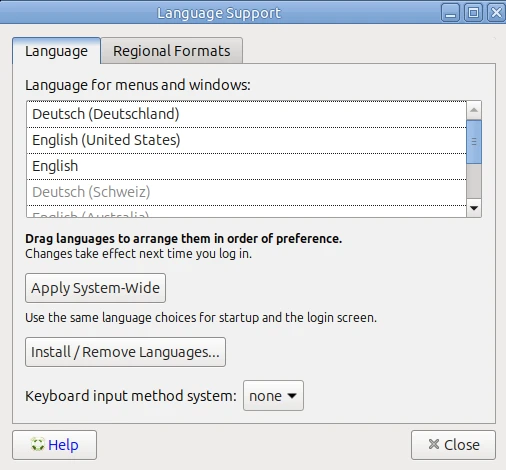 Language Support
Language
Regional Formats
Language for menus and windows:
Deutsch (Deutschland)
English (United States)
English
Deutsch (Schweiz)
English (Australia)
Drag languages to arrange them in order of preference.
Changes take effect next time you log in.
Apply System-Wide
Use the same language choices for startup and the login screen.
Install / Remove Languages...
Keyboard input method system: none
Help
Close